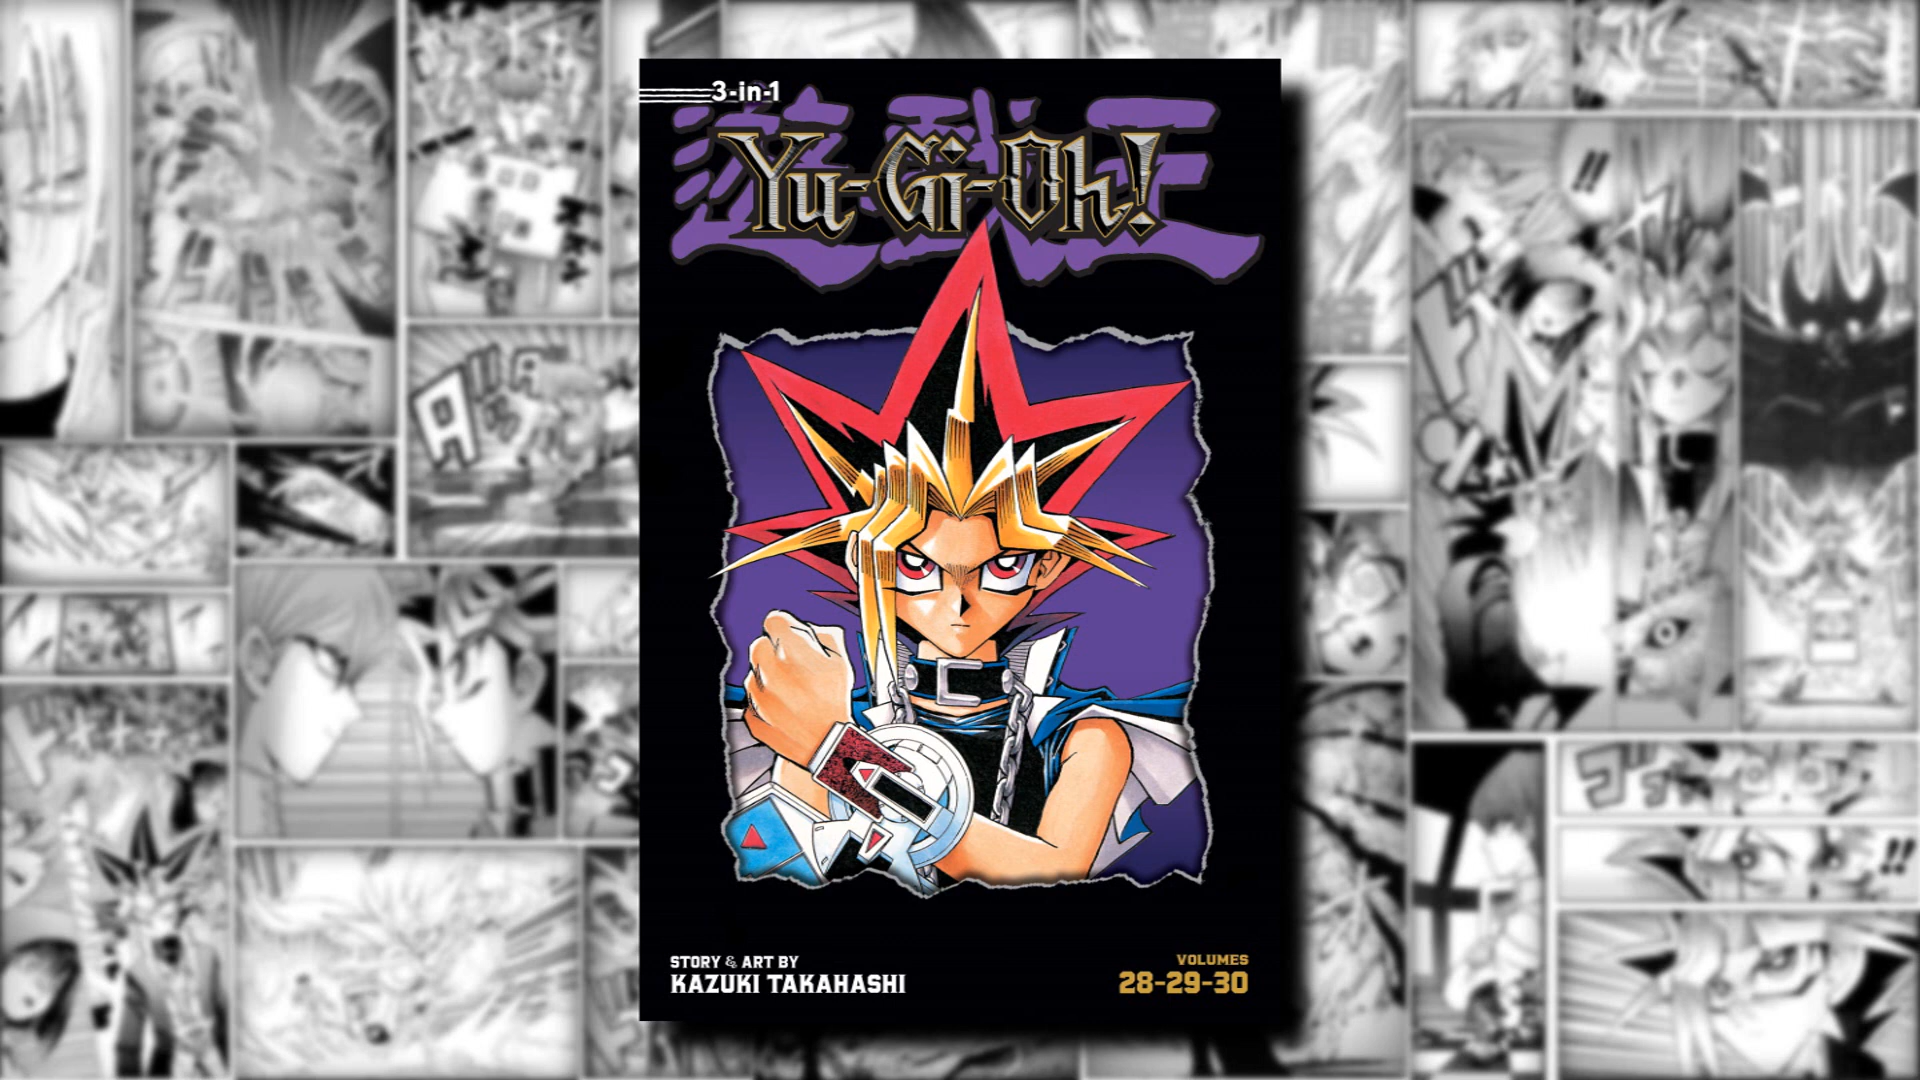 3-in-1
遊戯王
Yu-Gi-Oh!
STORY & ART BY
KAZUKI TAKAHASHI
VOLUMES
28-29-30
!!
!!